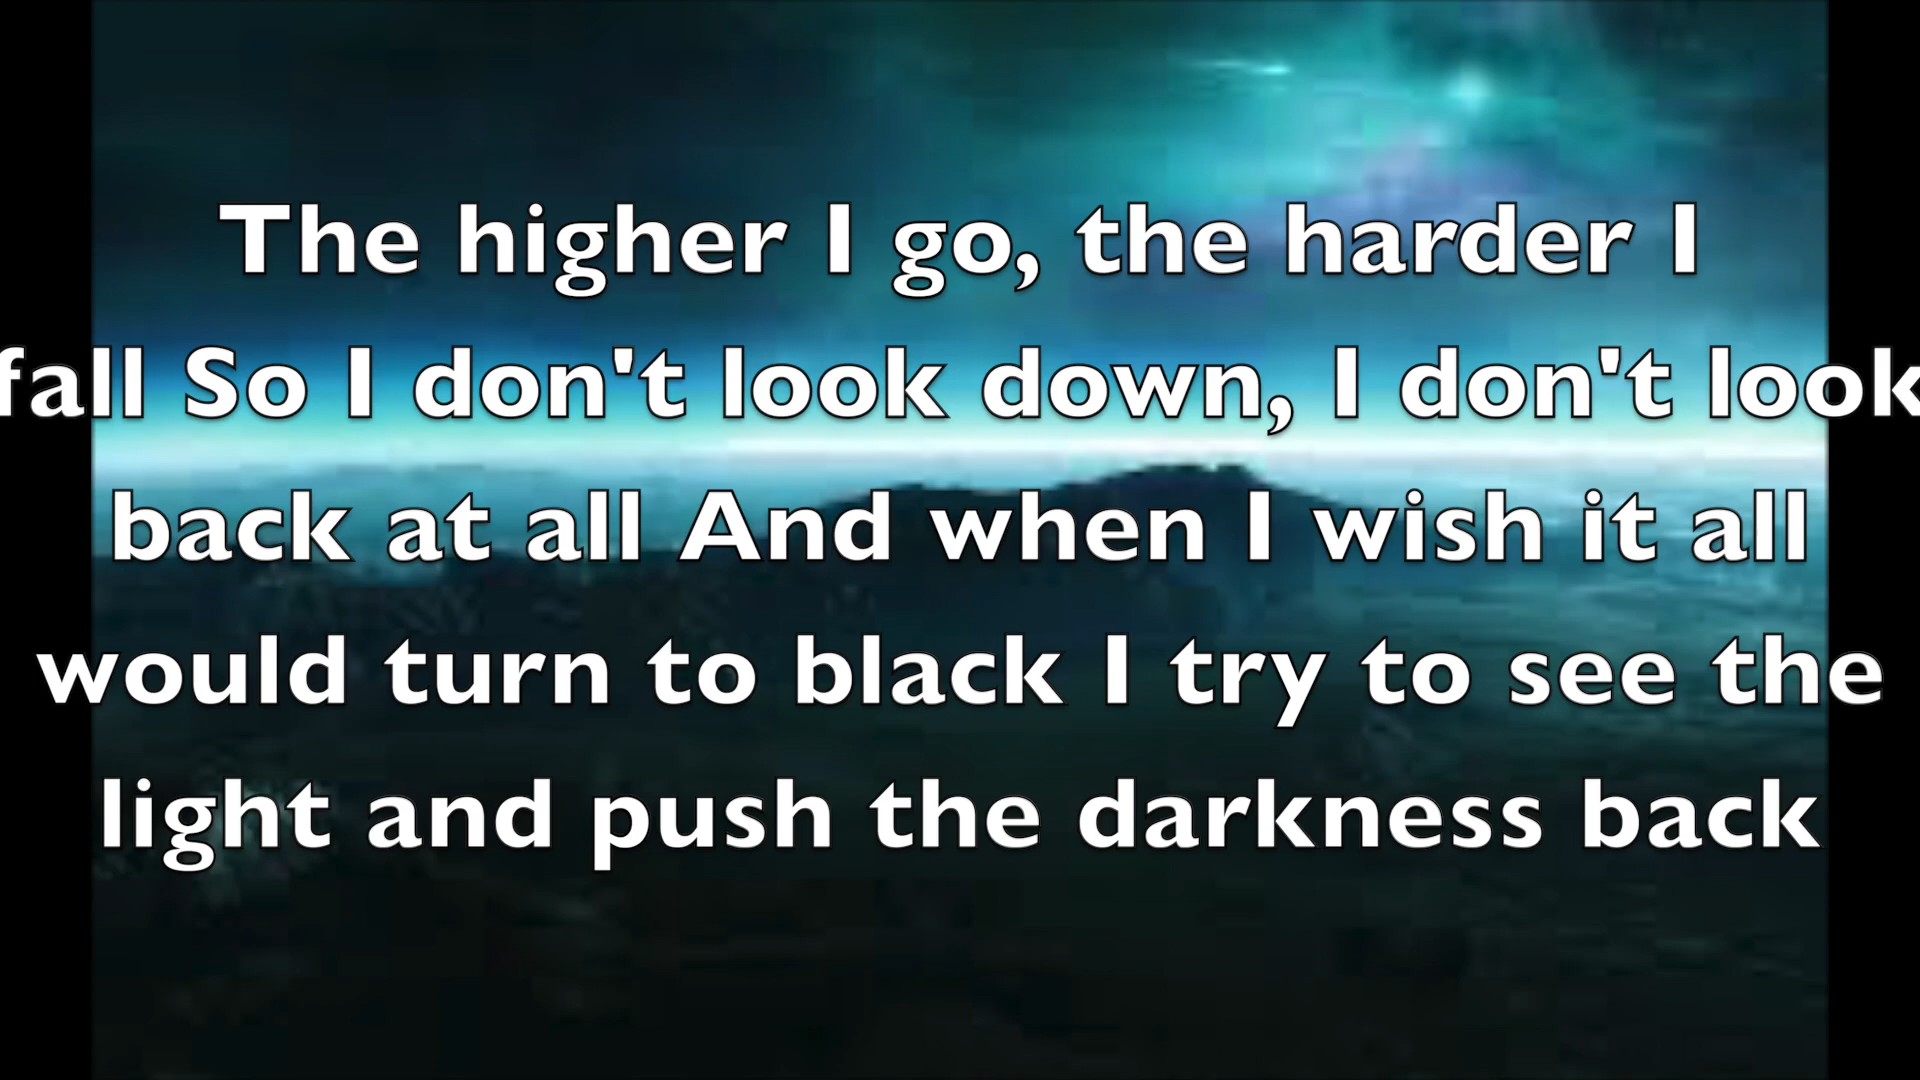 The higher I go, the harder I
fall So I don't look down, I don't look
back at all And when I wish it all
would turn to black I try to see the
light and push the darkness back